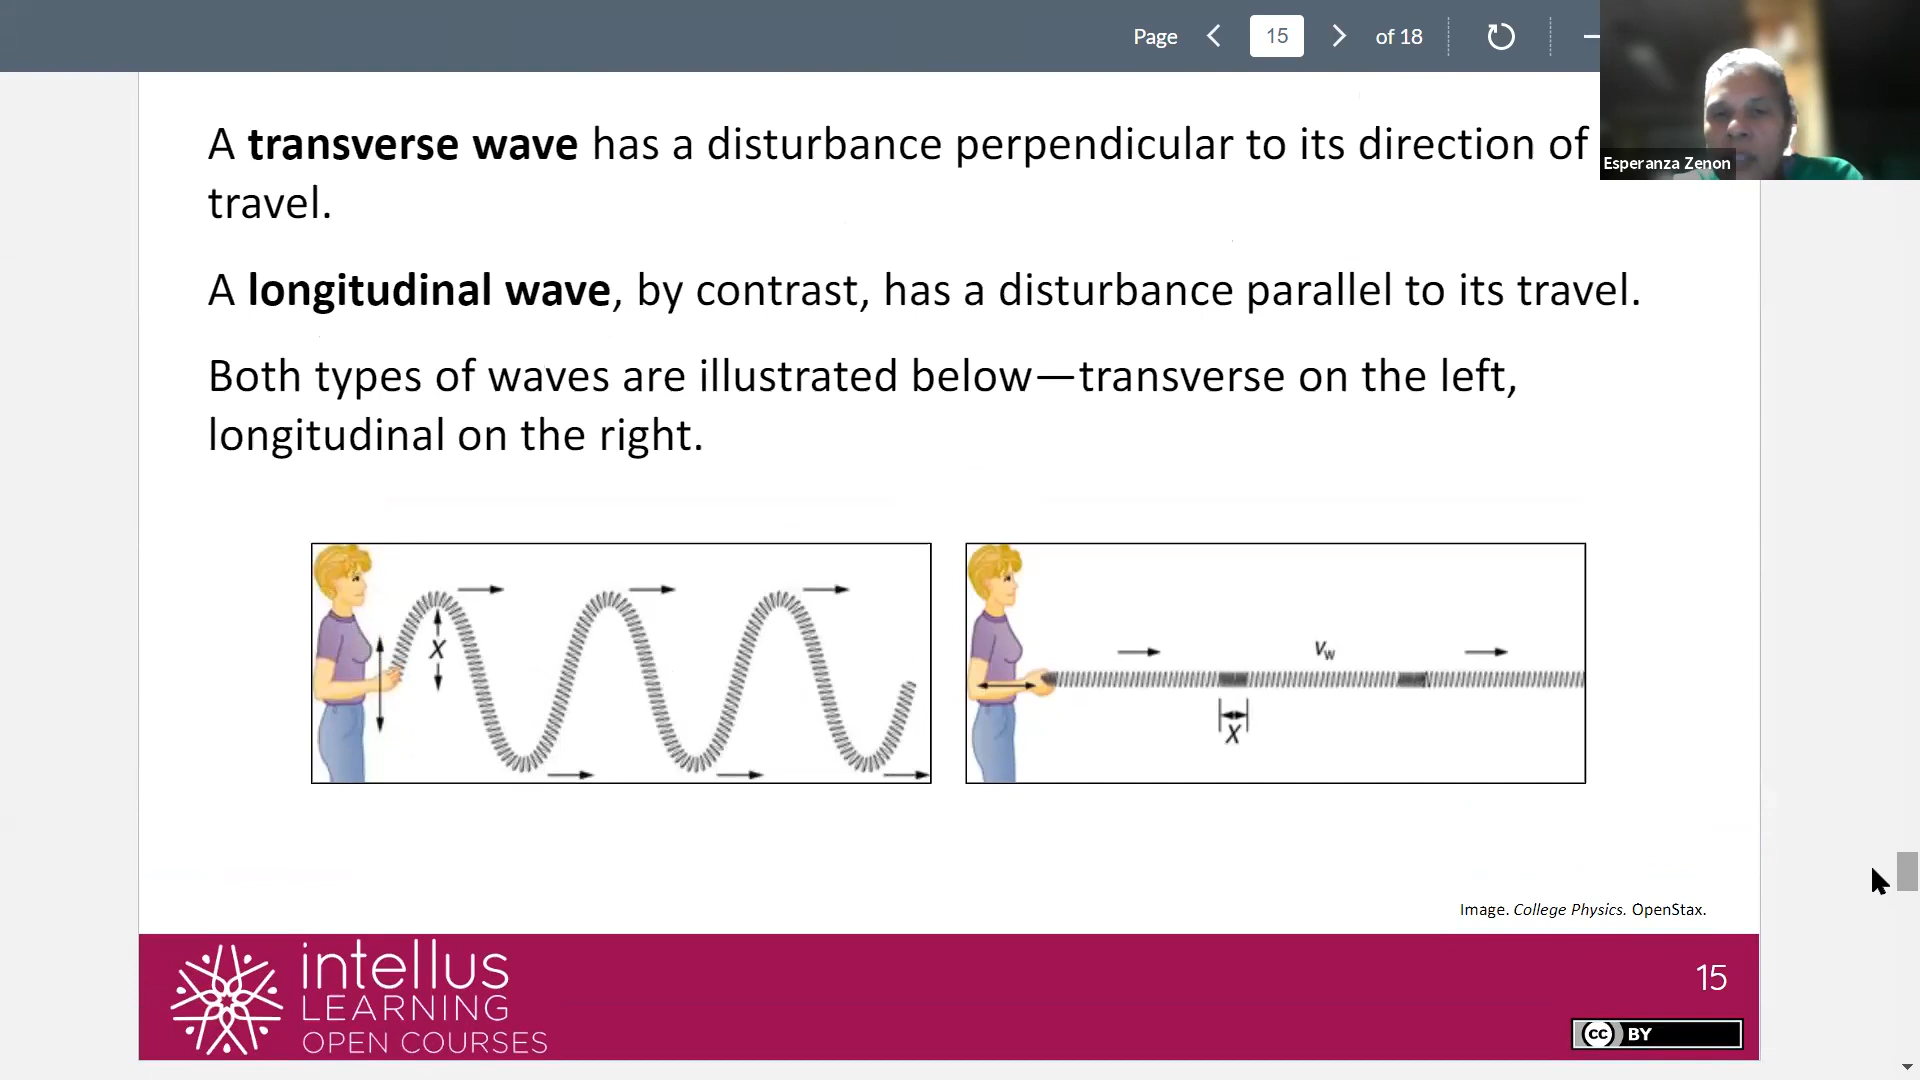 Page 15 of 18
Esperanza Zenon
A transverse wave has a disturbance perpendicular to its direction of
travel.
A longitudinal wave, by contrast, has a disturbance parallel to its travel.
Both types of waves are illustrated below—transverse on the left,
longitudinal on the right.
X
vw
X
Image. College Physics. OpenStax.
intellus
LEARNING
OPEN COURSES
15
cc BY